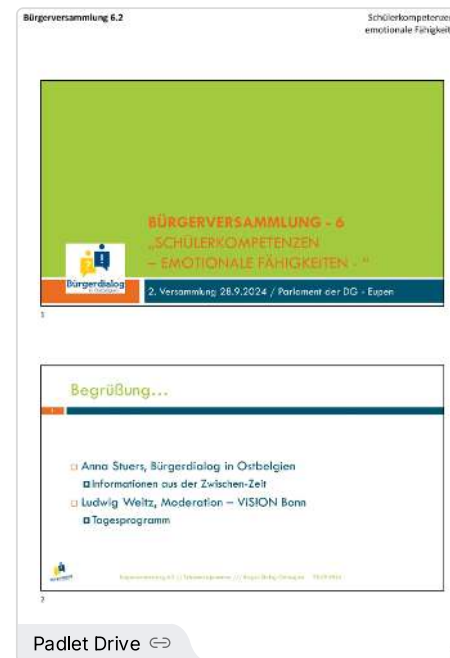 Bürgerversammlung 6.2
Schülerkompetenzen
emotionale Fähigkeit
BÜRGERVERSAMMLUNG - 6
„SCHÜLERKOMPETENZEN
– EMOTIONALE FÄHIGKEITEN - “
Bürgerdialog
2. Versammlung 28.9.2024 / Parlament der DG - Eupen
1
Begrüßung...
Anna Stuers, Bürgerdialog in Ostbelgien
Informationen aus der Zwischen-Zeit
Ludwig Weitz, Moderation – VISION Bonn
Tagesprogramm
2
Padlet Drive